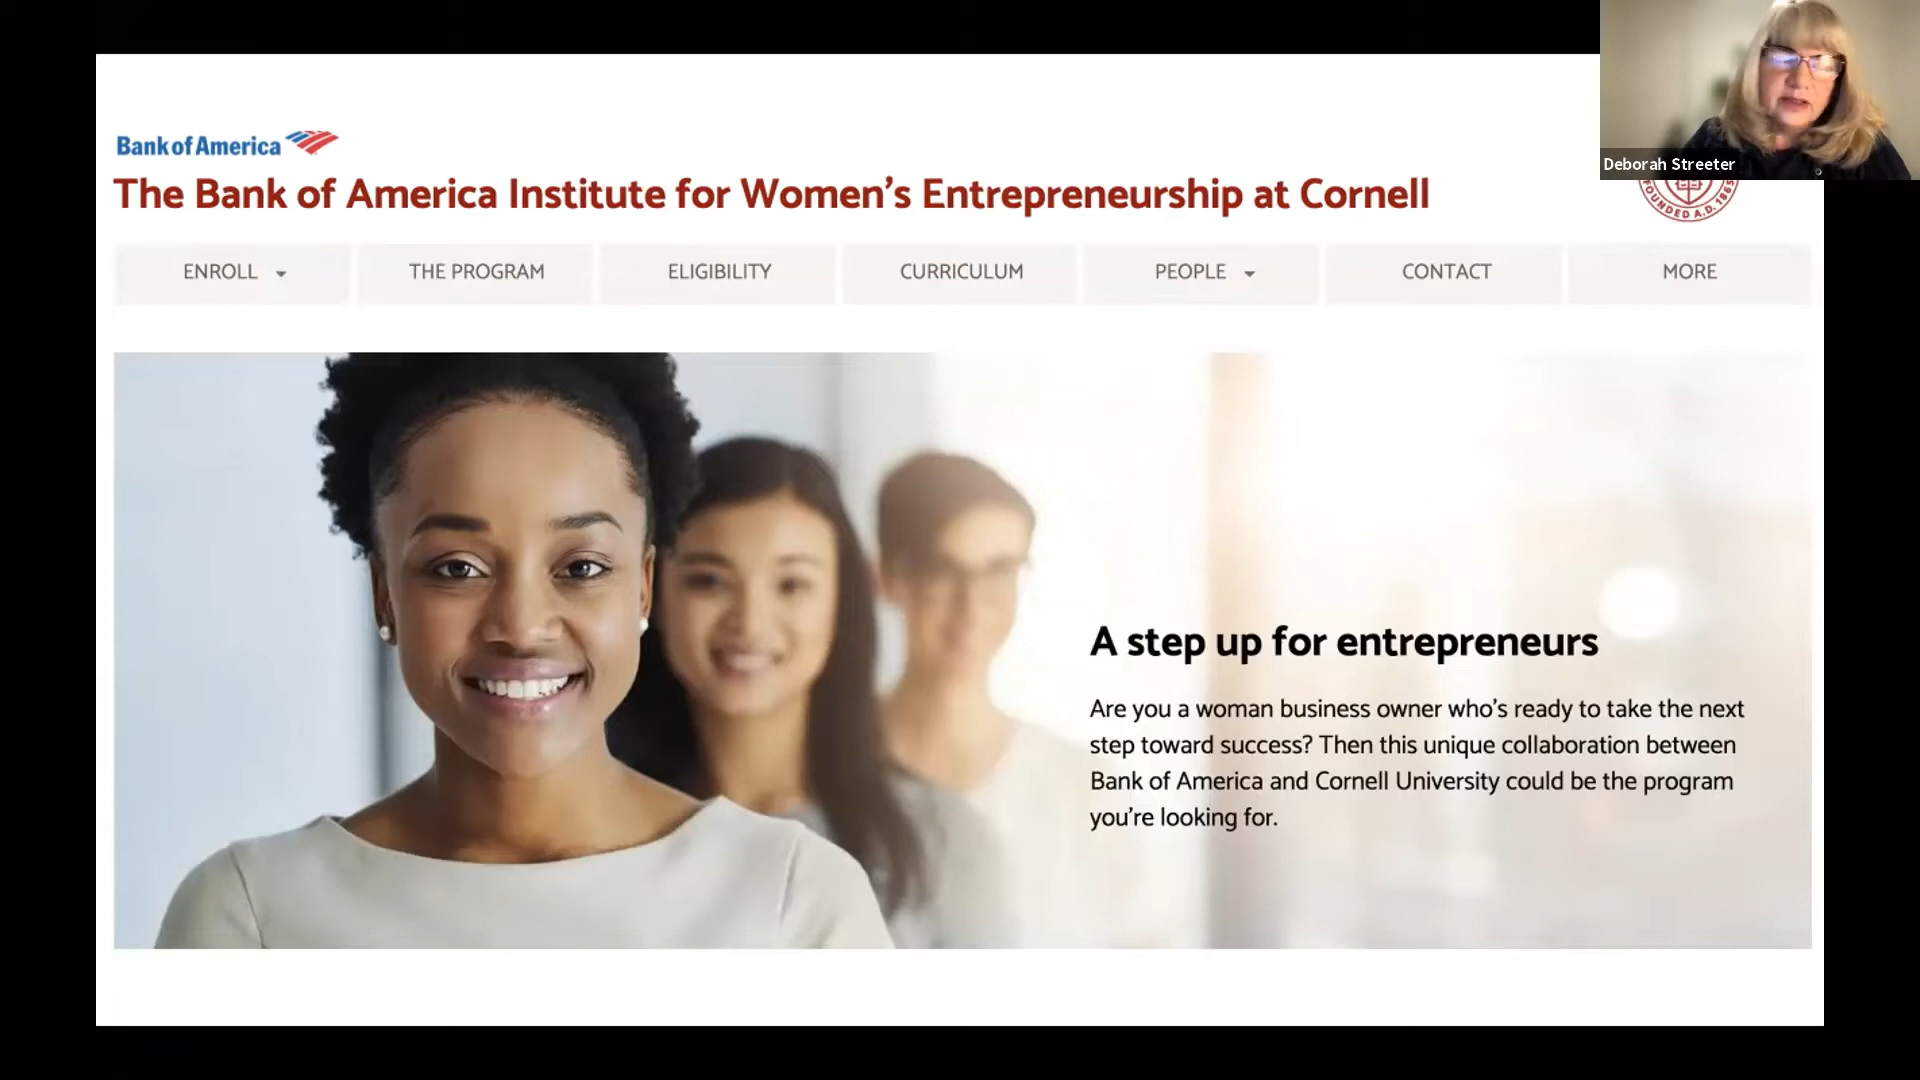 Deborah Streeter
Bank of America
The Bank of America Institute for Women's Entrepreneurship at Cornell
FOUNDED A.D. 1865
ENROLL
THE PROGRAM
ELIGIBILITY
CURRICULUM
PEOPLE
CONTACT
MORE
A step up for entrepreneurs
Are you a woman business owner who's ready to take the next
step toward success? Then this unique collaboration between
Bank of America and Cornell University could be the program
you're looking for.